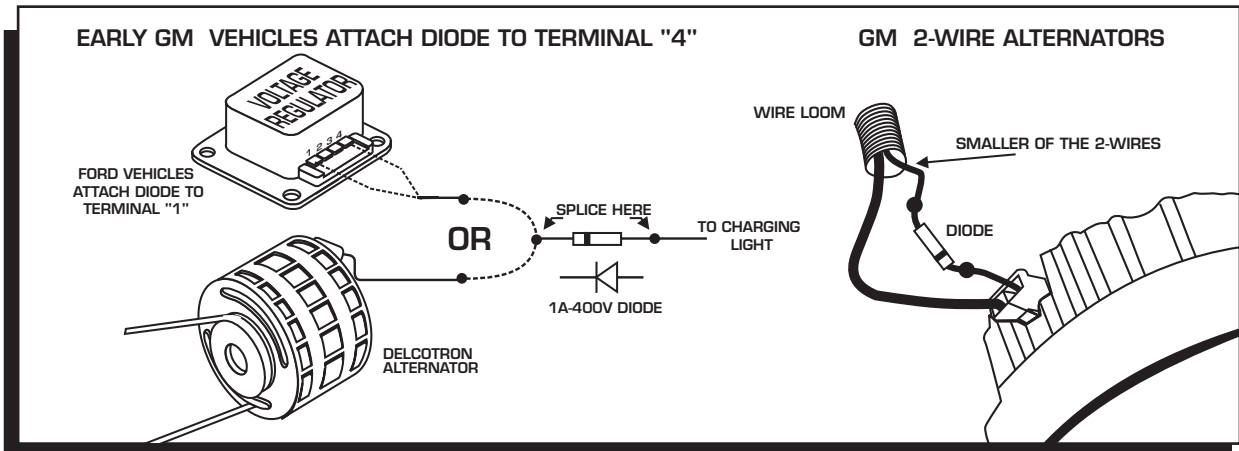 EARLY GM VEHICLES ATTACH DIODE TO TERMINAL "4"
VOLTAGE
REGULATOR
1 2 3 4
FORD VEHICLES
ATTACH DIODE TO
TERMINAL "1"
OR
SPLICE HERE
TO CHARGING
LIGHT
1A-400V DIODE
DELCOTRON
ALTERNATOR
GM 2-WIRE ALTERNATORS
WIRE LOOM
SMALLER OF THE 2-WIRES
DIODE